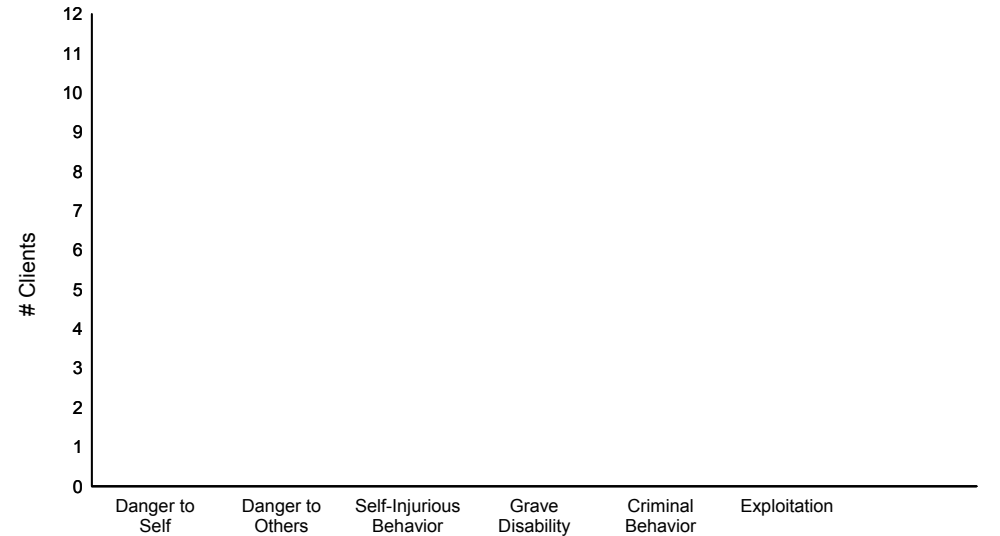 12
11
10
9
8
7
6
5
4
3
2
1
0
# Clients
Danger to
Self
Danger to
Others
Self-Injurious
Behavior
Grave
Disability
Criminal
Behavior
Exploitation